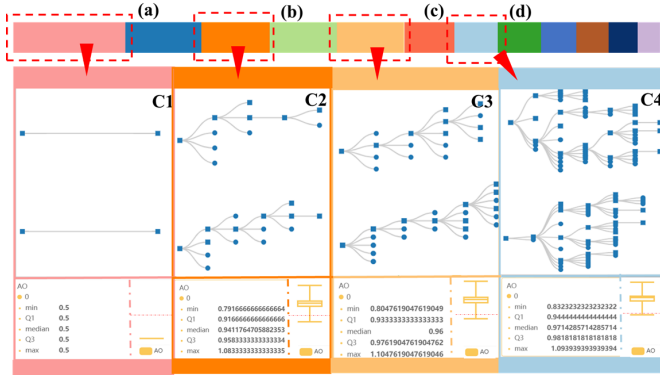 (a)
(b)
(c)
(d)
C1
C2
C3
C4
AO
0
min 0.5
Q1 0.5
median 0.5
Q3 0.5
max 0.5
AO
AO
0
min 0.7916666666666664
Q1 0.9166666666666666
median 0.9411764705882353
Q3 0.9583333333333334
max 1.0833333333333335
AO
AO
0
min 0.8047619047619049
Q1 0.9333333333333333
median 0.96
Q3 0.9761904761904762
max 1.1047619047619046
AO
AO
0
min 0.8323232323232322
Q1 0.9444444444444444
median 0.9714285714285714
Q3 0.9818181818181818
max 1.093939393939394
AO